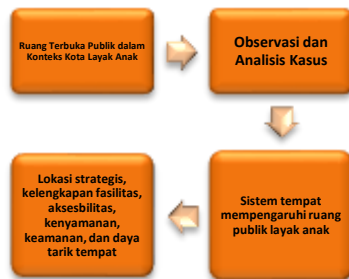 Ruang Terbuka Publik dalam
Konteks Kota Layak Anak
Observasi dan
Analisis Kasus
Sistem tempat
mempengaruhi ruang
publik layak anak
Lokasi strategis,
kelengkapan fasilitas,
aksesbilitas,
kenyamanan,
keamanan, dan daya
tarik tempat